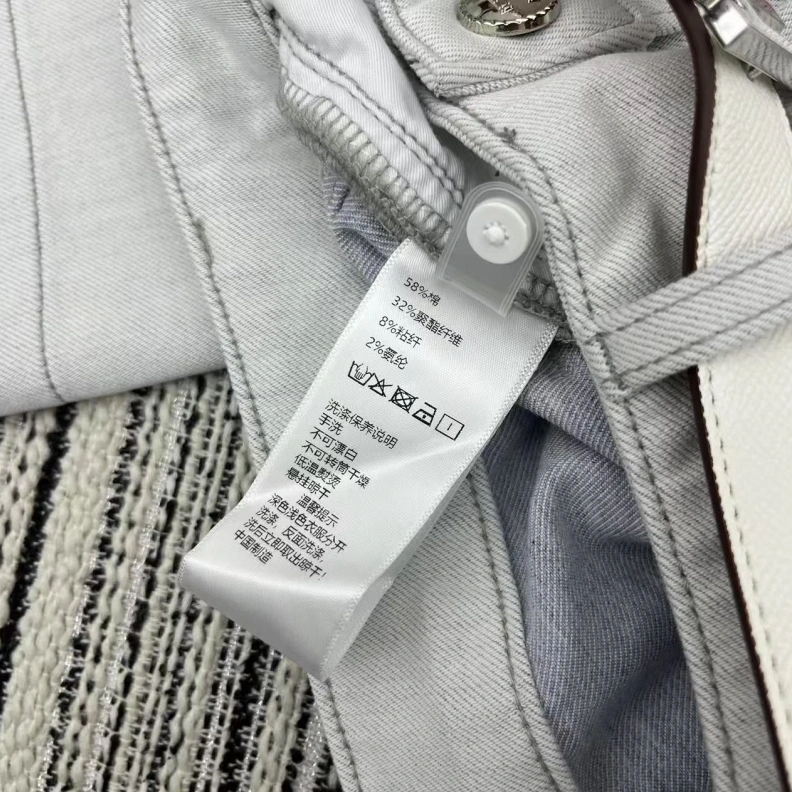 58%棉
32%聚酯纤维
8%粘纤
2%氨纶
洗涤保养说明
手洗
不可漂白
不可转筒干燥
低温熨烫
悬挂晾干
温馨提示
深色浅色衣服分开
洗涤，反面洗涤，
洗后立即取出晾干！
中国制造